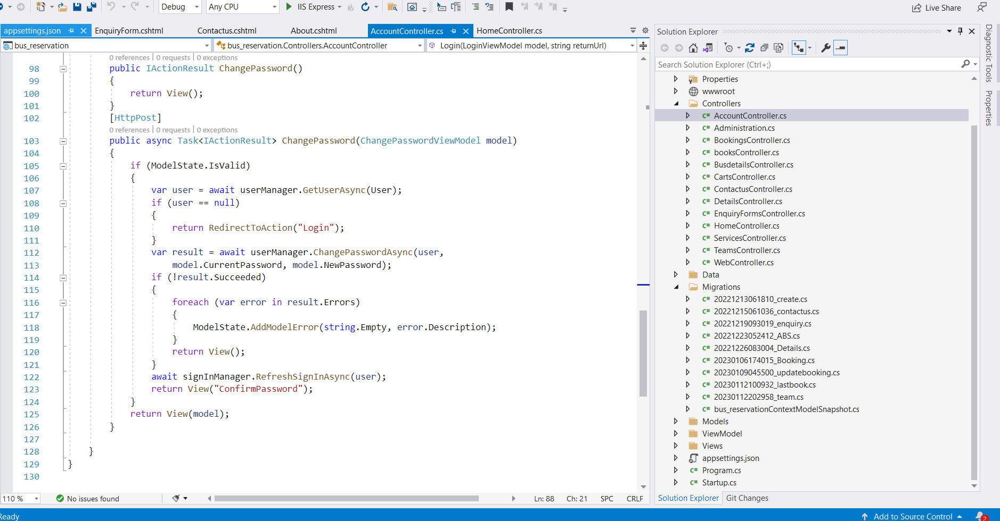 Debug
Any CPU
IIS Express
Live Share
appsettings.json
EnquiryForm.cshtml
Contactus.cshtml
About.cshtml
AccountController.cs
HomeController.cs
bus_reservation
bus_reservation.Controllers.AccountController
Login(LoginViewModel model, string returnUrl)
0 references | 0 requests | 0 exceptions
98 public IActionResult ChangePassword()
99 {
100 return View();
101 }
102 [HttpPost]
0 references | 0 requests | 0 exceptions
103 public async Task<IActionResult> ChangePassword(ChangePasswordViewModel model)
104 {
105 if (ModelState.IsValid)
106 {
107 var user = await userManager.GetUserAsync(User);
108 if (user == null)
109 {
110 return RedirectToAction("Login");
111 }
112 var result = await userManager.ChangePasswordAsync(user,
113 model.CurrentPassword, model.NewPassword);
114 if (!result.Succeeded)
115 {
116 foreach (var error in result.Errors)
117 {
118 ModelState.AddModelError(string.Empty, error.Description);
119 }
120 return View();
121 }
122 await signInManager.RefreshSignInAsync(user);
123 return View("ConfirmPassword");
124 }
125 return View(model);
126 }
127
128 }
129 }
130
110 %
No issues found
Ln: 88
Ch: 21
SPC
CRLF
Solution Explorer
Search Solution Explorer (Ctrl+;)
Properties
wwwroot
Controllers
C# AccountController.cs
C# Administration.cs
C# BookingsController.cs
C# booksController.cs
C# BusdetailsController.cs
C# CartsController.cs
C# ContactusController.cs
C# DetailsController.cs
C# EnquiryFormsController.cs
C# HomeController.cs
C# ServicesController.cs
C# TeamsController.cs
C# WebController.cs
Data
Migrations
C# 20221213061810_create.cs
C# 20221215061036_contactus.cs
C# 20221219093019_enquiry.cs
C# 20221223052412_ABS.cs
C# 20221226083004_Details.cs
C# 20230106174015_Booking.cs
C# 20230109045500_updatebooking.cs
C# 20230112100932_lastbook.cs
C# 20230112202958_team.cs
C# bus_reservationContextModelSnapshot.cs
Models
ViewModel
Views
appsettings.json
C# Program.cs
C# Startup.cs
Solution Explorer
Git Changes
Diagnostic Tools
Properties
Ready
Add to Source Control
2